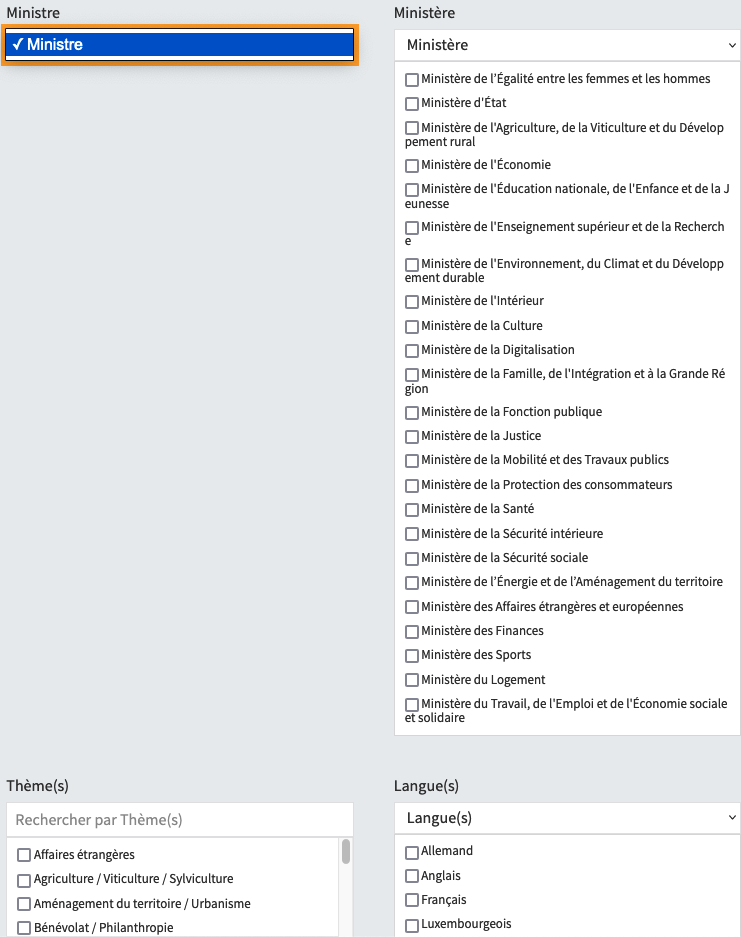 Ministre
✓ Ministre
Ministère
Ministère
Ministère de l’Égalité entre les femmes et les hommes
Ministère d'État
Ministère de l'Agriculture, de la Viticulture et du Dévelop
pement rural
Ministère de l'Économie
Ministère de l'Éducation nationale, de l'Enfance et de la J
eunesse
Ministère de l'Enseignement supérieur et de la Recherch
e
Ministère de l'Environnement, du Climat et du Développ
ement durable
Ministère de l'Intérieur
Ministère de la Culture
Ministère de la Digitalisation
Ministère de la Famille, de l'Intégration et à la Grande Ré
gion
Ministère de la Fonction publique
Ministère de la Justice
Ministère de la Mobilité et des Travaux publics
Ministère de la Protection des consommateurs
Ministère de la Santé
Ministère de la Sécurité intérieure
Ministère de la Sécurité sociale
Ministère de l’Énergie et de l’Aménagement du territoire
Ministère des Affaires étrangères et européennes
Ministère des Finances
Ministère des Sports
Ministère du Logement
Ministère du Travail, de l'Emploi et de l'Économie sociale
et solidaire
Thème(s)
Rechercher par Thème(s)
Affaires étrangères
Agriculture / Viticulture / Sylviculture
Aménagement du territoire / Urbanisme
Bénévolat / Philanthropie
Langue(s)
Langue(s)
Allemand
Anglais
Français
Luxembourgeois